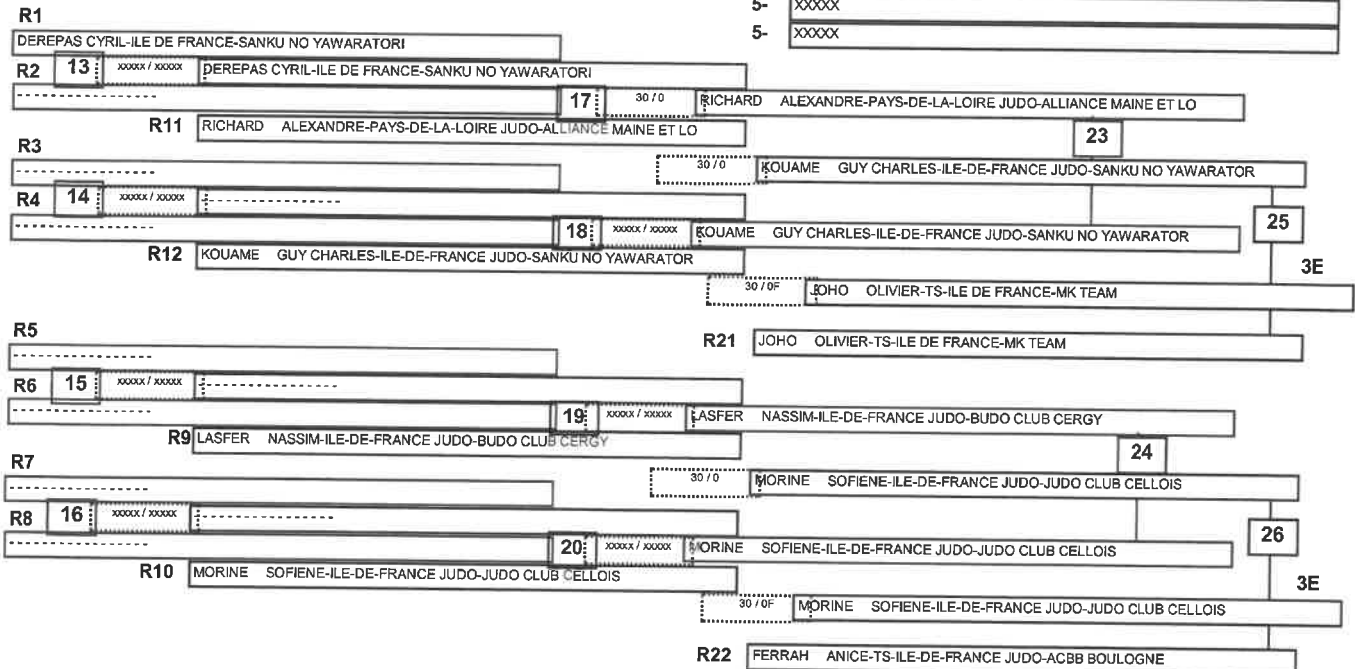 5- XXXXX
5- XXXXX
R1
DEREPAS CYRIL-ILE DE FRANCE-SANKU NO YAWARATORI
R2 13 xxxxx / xxxxx DEREPAS CYRIL-ILE DE FRANCE-SANKU NO YAWARATORI
---------------------- 17 30 / 0 RICHARD ALEXANDRE-PAYS-DE-LA-LOIRE JUDO-ALLIANCE MAINE ET LO
R11 RICHARD ALEXANDRE-PAYS-DE-LA-LOIRE JUDO-ALLIANCE MAINE ET LO
23
R3
---------------------- 30 / 0 KOUAME GUY CHARLES-ILE-DE-FRANCE JUDO-SANKU NO YAWARATOR
R4 14 xxxxx / xxxxx ----------------------
25
---------------------- 18 xxxxx / xxxxx KOUAME GUY CHARLES-ILE-DE-FRANCE JUDO-SANKU NO YAWARATOR
R12 KOUAME GUY CHARLES-ILE-DE-FRANCE JUDO-SANKU NO YAWARATOR
3E
30 / 0F JOHO OLIVIER-TS-ILE DE FRANCE-MK TEAM
R5
R21 JOHO OLIVIER-TS-ILE DE FRANCE-MK TEAM
----------------------
R6 15 xxxxx / xxxxx ----------------------
---------------------- 19 xxxxx / xxxxx LASFER NASSIM-ILE-DE-FRANCE JUDO-BUDO CLUB CERGY
R9 LASFER NASSIM-ILE-DE-FRANCE JUDO-BUDO CLUB CERGY
24
R7
---------------------- 30 / 0 MORINE SOFIENE-ILE-DE-FRANCE JUDO-JUDO CLUB CELLOIS
R8 16 xxxxx / xxxxx ----------------------
26
---------------------- 20 xxxxx / xxxxx MORINE SOFIENE-ILE-DE-FRANCE JUDO-JUDO CLUB CELLOIS
R10 MORINE SOFIENE-ILE-DE-FRANCE JUDO-JUDO CLUB CELLOIS
3E
30 / 0F MORINE SOFIENE-ILE-DE-FRANCE JUDO-JUDO CLUB CELLOIS
R22 FERRAH ANICE-TS-ILE-DE-FRANCE JUDO-ACBB BOULOGNE